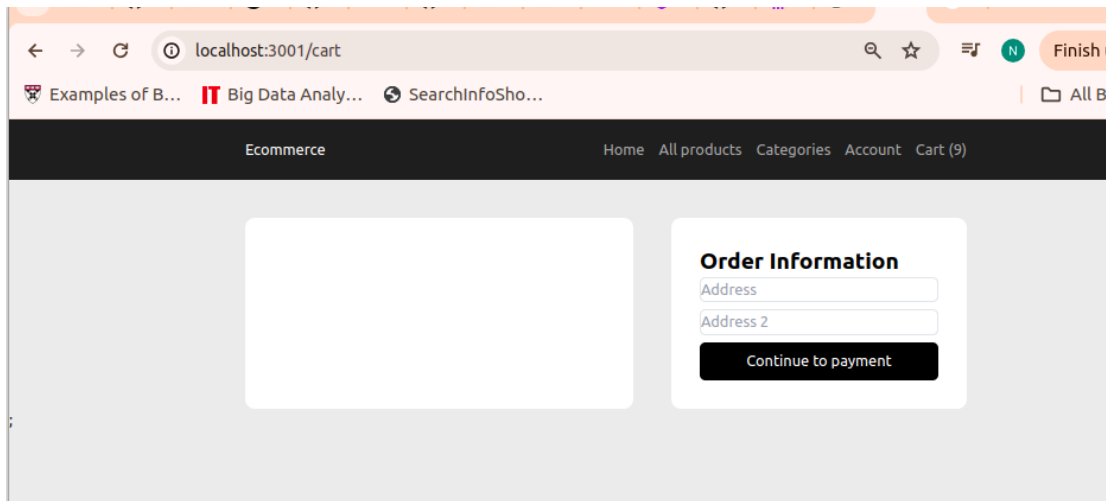 localhost:3001/cart
N
Finish
Examples of B...
IT Big Data Analy...
SearchInfoSho...
All B
Ecommerce
Home All products Categories Account Cart (9)
Order Information
Address
Address 2
Continue to payment
;